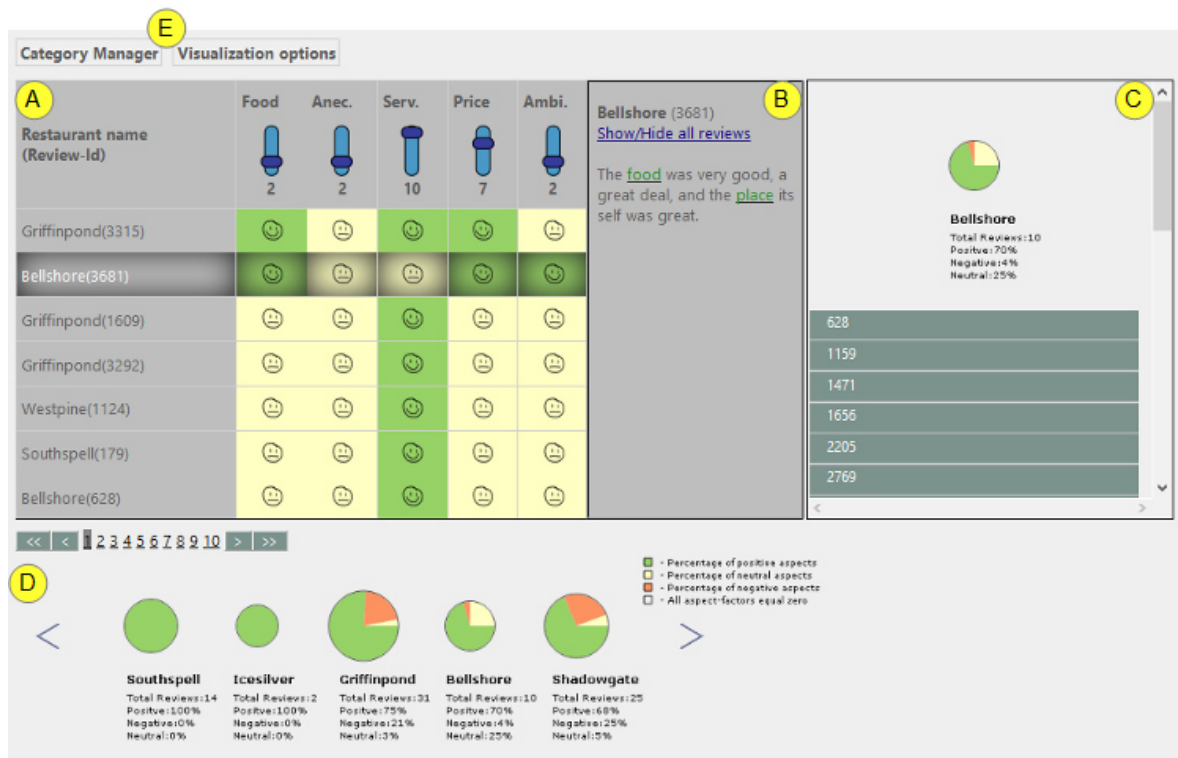 E
Category Manager Visualization options
A
Food Anec. Serv. Price Ambi.
Restaurant name
(Review-Id)
2 2 10 7 2
Griffinpond(3315)
Bellshore(3681)
Griffinpond(1609)
Griffinpond(3292)
Westpine(1124)
Southspell(179)
Bellshore(628)
B
Bellshore (3681)
Show/Hide all reviews
The food was very good, a
great deal, and the place its
self was great.
C
Bellshore
Total Reviews:10
Positve:70%
Negative:4%
Neutral:25%
628
1159
1471
1656
2205
2769
<< < 1 2 3 4 5 6 7 8 9 10 > >>
D
- Percentage of positive aspects
- Percentage of neutral aspects
- Percentage of negative aspects
- All aspect-factors equal zero
< >
Southspell
Total Reviews:14
Positve:100%
Negative:0%
Neutral:0%
Icesilver
Total Reviews:2
Positve:100%
Negative:0%
Neutral:0%
Griffinpond
Total Reviews:31
Positve:75%
Negative:21%
Neutral:3%
Bellshore
Total Reviews:10
Positve:70%
Negative:4%
Neutral:25%
Shadowgate
Total Reviews:25
Positve:68%
Negative:25%
Neutral:5%